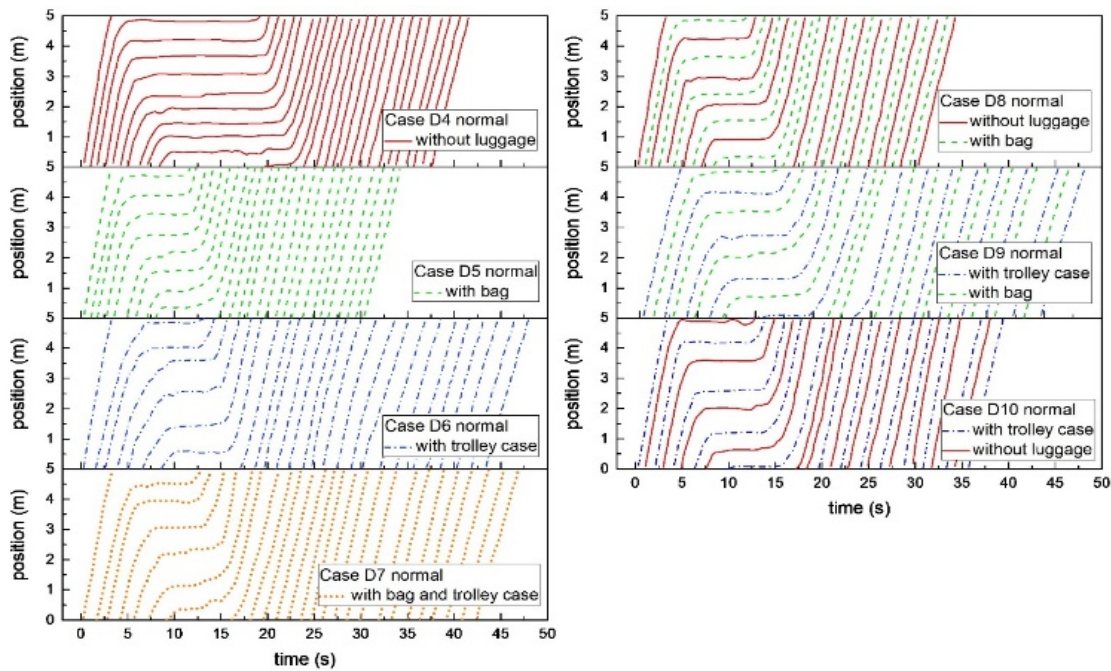 5
4
3
2
1
position (m)
Case D4 normal
without luggage
5
4
3
2
1
position (m)
Case D5 normal
with bag
5
4
3
2
1
position (m)
Case D6 normal
with trolley case
5
4
3
2
1
0
position (m)
Case D7 normal
with bag and trolley case
0 5 10 15 20 25 30 35 40 45 50
time (s)
5
4
3
2
1
position (m)
Case D8 normal
without luggage
with bag
5
4
3
2
1
position (m)
Case D9 normal
with trolley case
with bag
5
4
3
2
1
0
position (m)
Case D10 normal
with trolley case
without luggage
0 5 10 15 20 25 30 35 40 45 50
time (s)